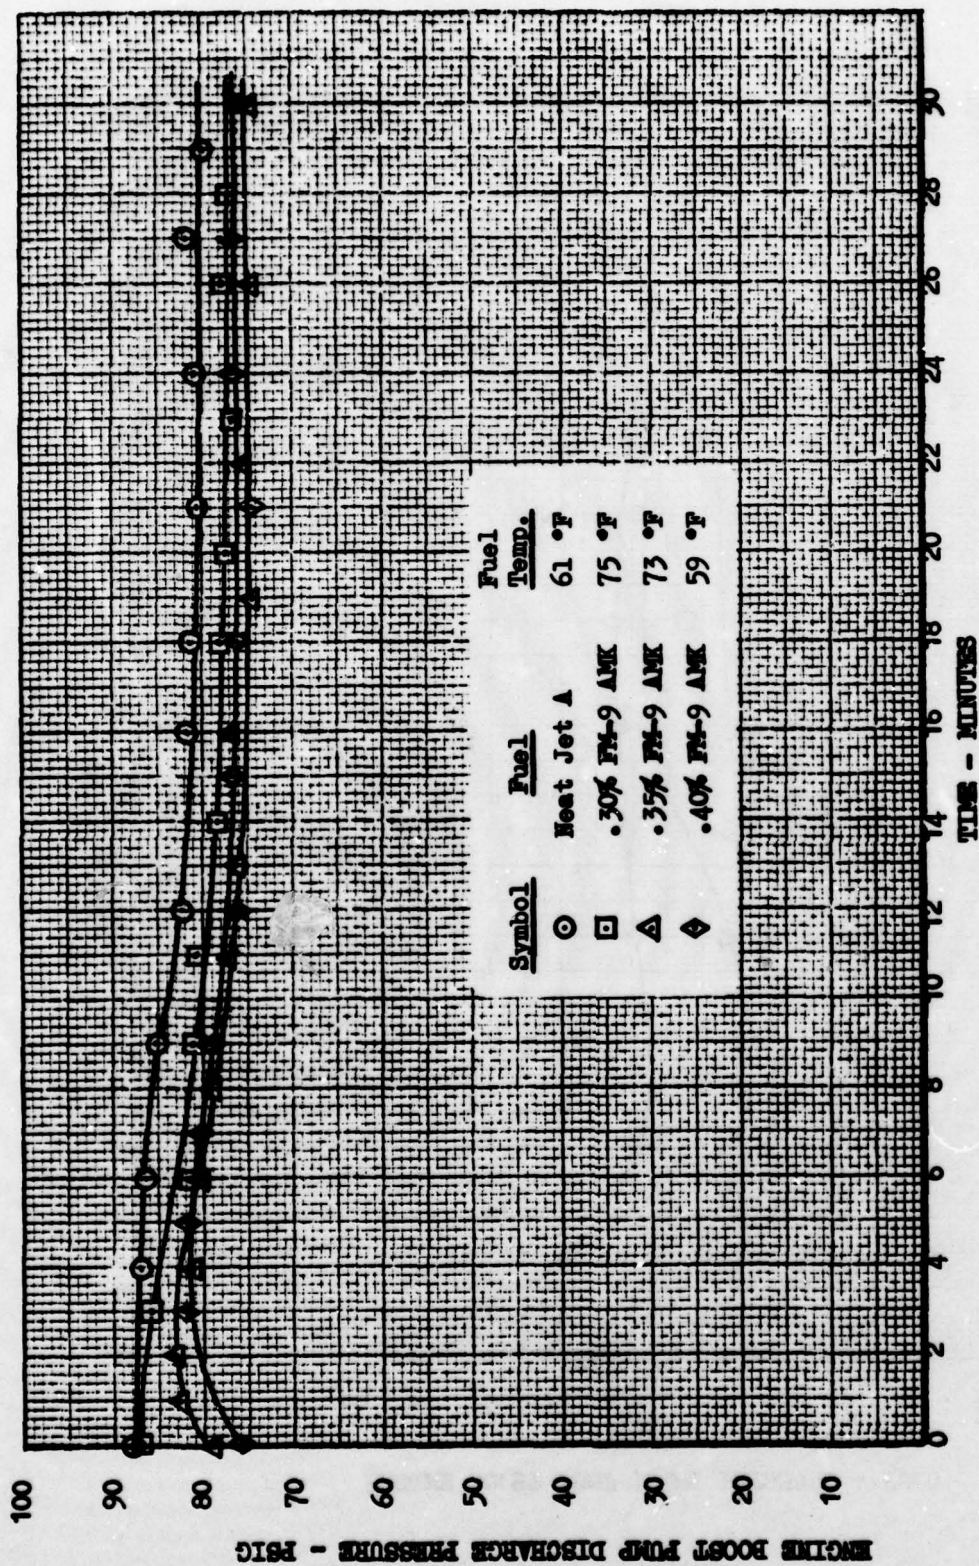 ENGINE BOOST PUMP DISCHARGE PRESSURE - PSIG
100
90
80
70
60
50
40
30
20
10
Symbol Fuel Fuel Temp.
Neat Jet A 61 °F
.30% FM-9 AMK 75 °F
.35% FM-9 AMK 73 °F
.40% FM-9 AMK 59 °F
0 2 4 6 8 10 12 14 16 18 20 22 24 26 28 30
TIME - MINUTES